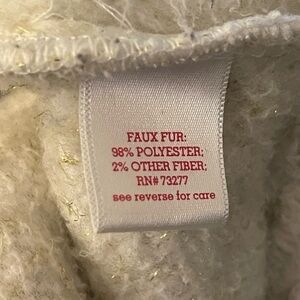 FAUX FUR:
98% POLYESTER;
2% OTHER FIBER;
RN# 73277
see reverse for care